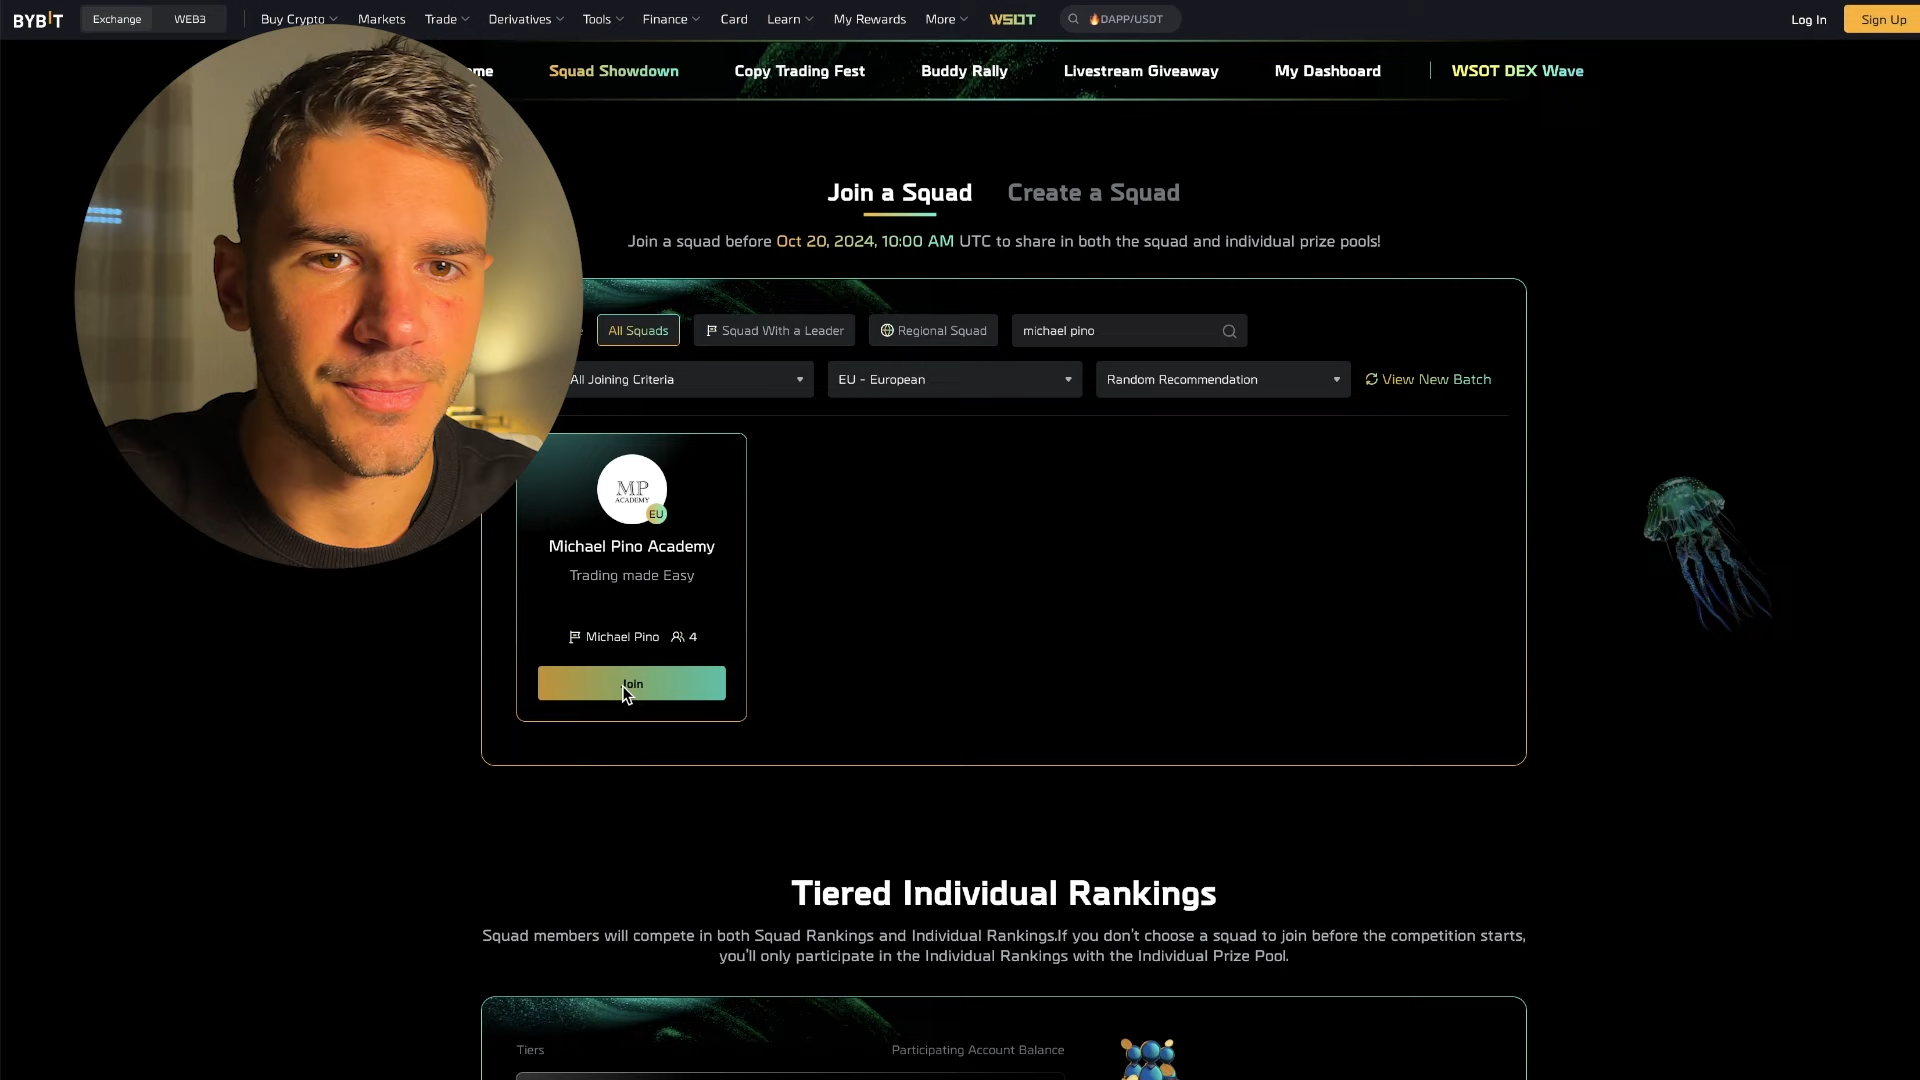 BYBIT Exchange WEB3 Buy Crypto Markets Trade Derivatives Tools Finance Card Learn My Rewards More WSOT DAPP/USDT Log In Sign Up
Squad Showdown Copy Trading Fest Buddy Rally Livestream Giveaway My Dashboard WSOT DEX Wave
Join a Squad Create a Squad
Join a squad before Oct 20, 2024, 10:00 AM UTC to share in both the squad and individual prize pools!
All Squads Squad With a Leader Regional Squad michael pino
All Joining Criteria EU - European Random Recommendation View New Batch
MP
ACADEMY
EU
Michael Pino Academy
Trading made Easy
Michael Pino 4
Join
Tiered Individual Rankings
Squad members will compete in both Squad Rankings and Individual Rankings.If you don't choose a squad to join before the competition starts,
you'll only participate in the Individual Rankings with the Individual Prize Pool.
Tiers Participating Account Balance